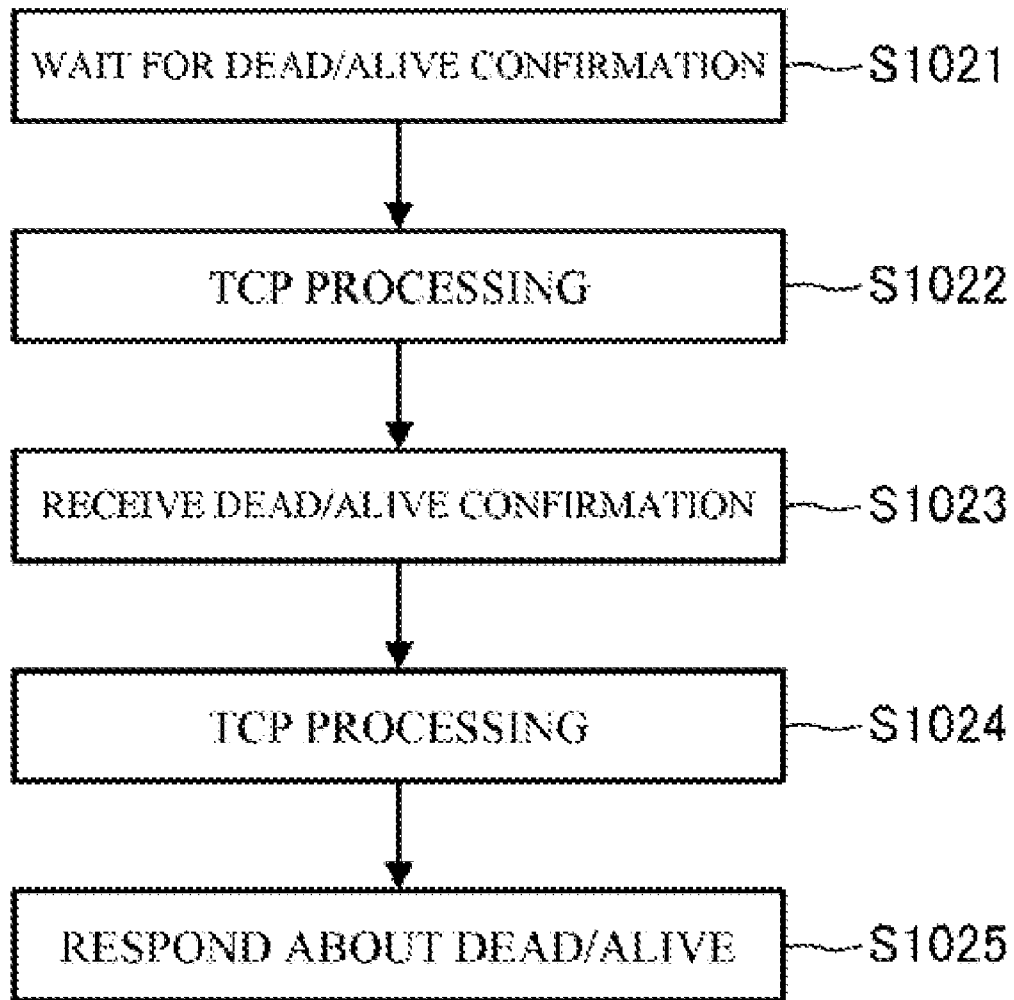 WAIT FOR DEAD/ALIVE CONFIRMATION S1021
TCP PROCESSING S1022
RECEIVE DEAD/ALIVE CONFIRMATION S1023
TCP PROCESSING S1024
RESPOND ABOUT DEAD/ALIVE S1025